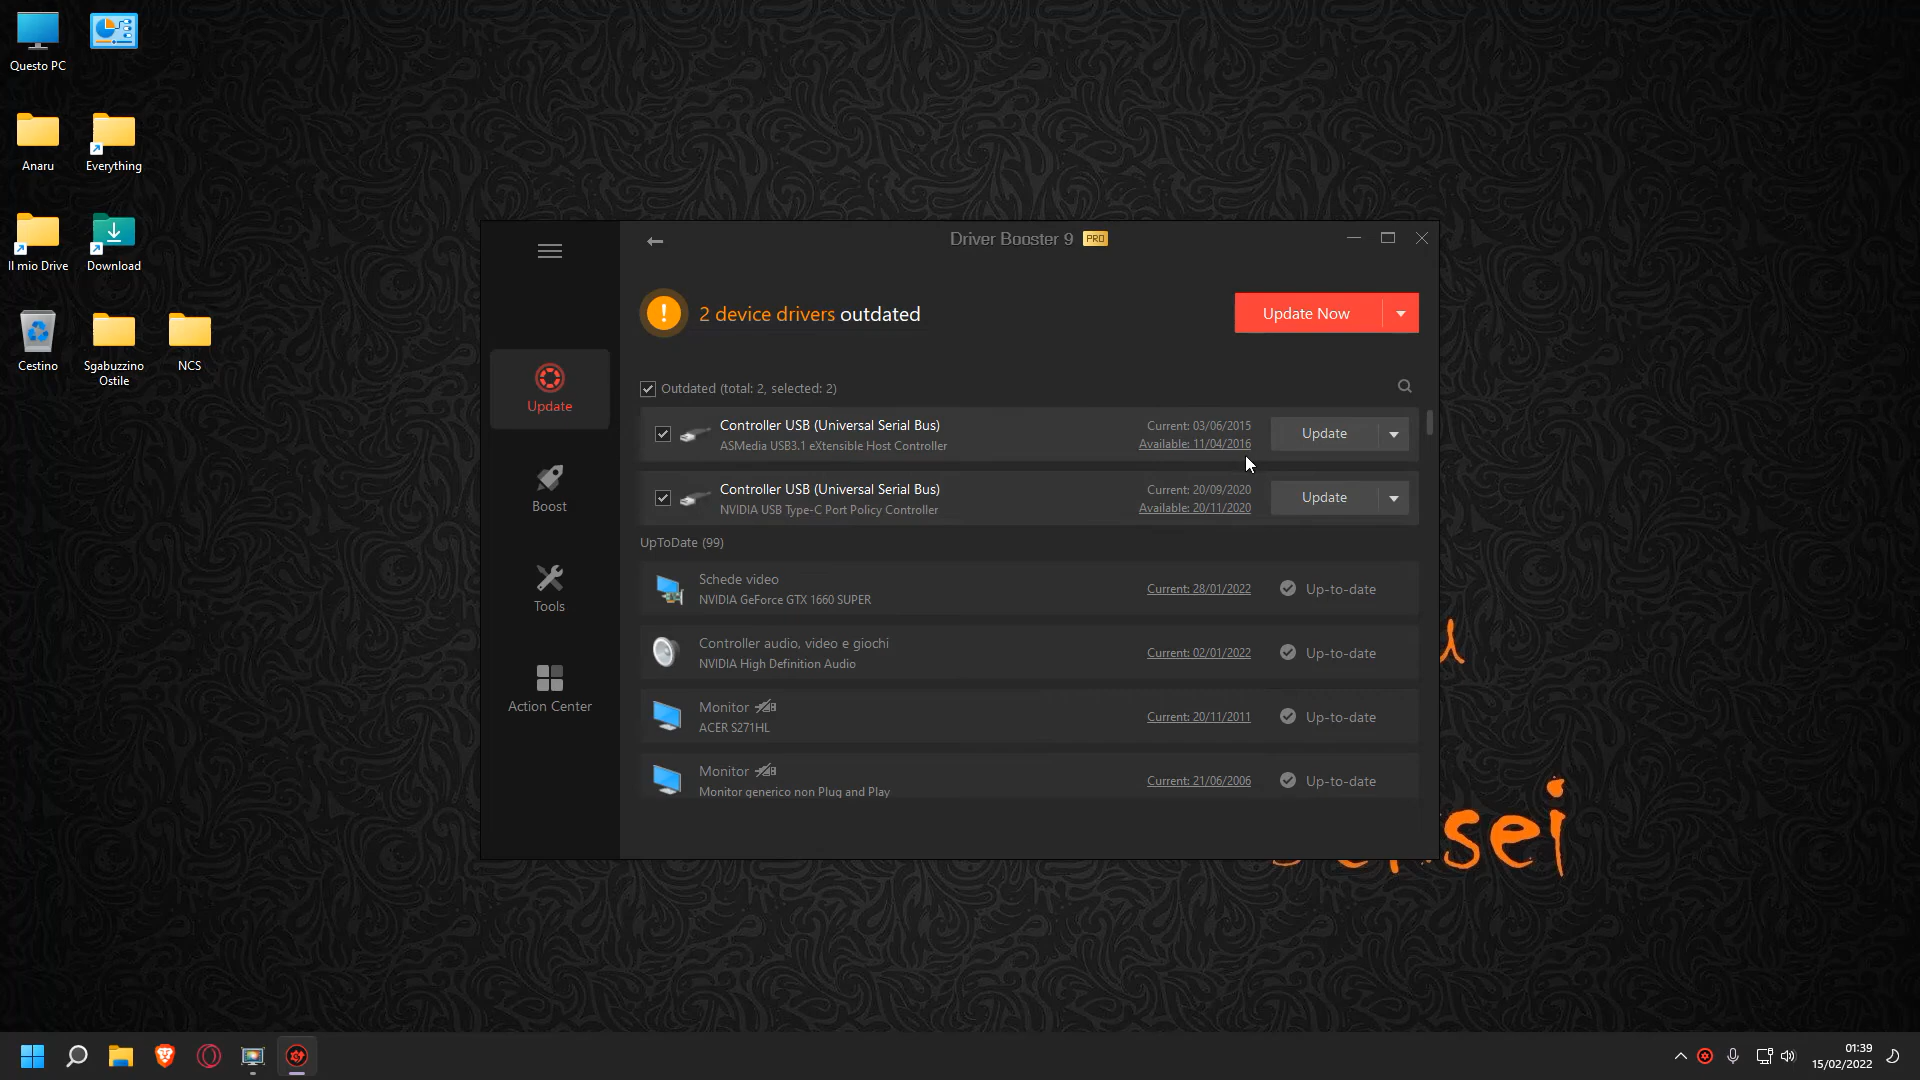 Questo PC
Anaru
Everything
Il mio Drive
Download
Cestino
Sgabuzzino
Ostile
NCS
Driver Booster 9 PRO
2 device drivers outdated
Update Now
Outdated (total: 2, selected: 2)
Controller USB (Universal Serial Bus)
ASMedia USB3.1 eXtensible Host Controller
Current: 03/06/2015
Available: 11/04/2016
Update
Controller USB (Universal Serial Bus)
NVIDIA USB Type-C Port Policy Controller
Current: 20/09/2020
Available: 20/11/2020
Update
UpToDate (99)
Schede video
NVIDIA GeForce GTX 1660 SUPER
Current: 28/01/2022
Up-to-date
Controller audio, video e giochi
NVIDIA High Definition Audio
Current: 02/01/2022
Up-to-date
Monitor
ACER S271HL
Current: 20/11/2011
Up-to-date
Monitor
Monitor generico non Plug and Play
Current: 21/06/2006
Up-to-date
Update
Boost
Tools
Action Center
01:39
15/02/2022